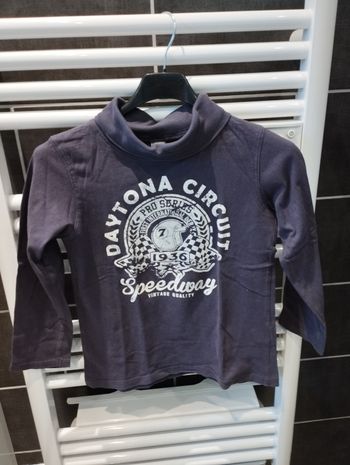 DAYTONA CIRCUIT
PRO SERIES
7
1936
Speedway
VINTAGE QUALITY